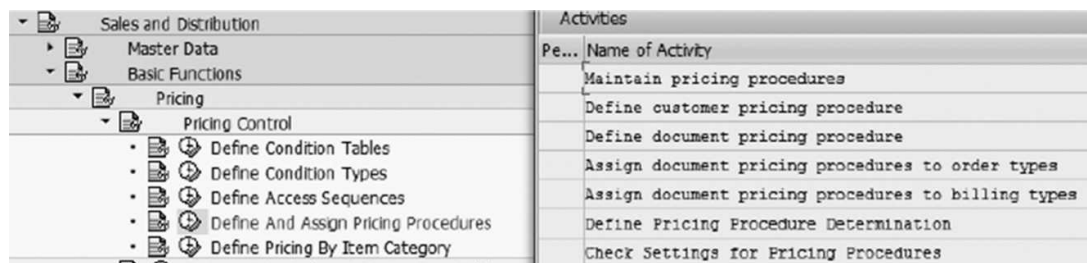 Sales and Distribution
Master Data
Basic Functions
Pricing
Pricing Control
Define Condition Tables
Define Condition Types
Define Access Sequences
Define And Assign Pricing Procedures
Define Pricing By Item Category
Activities
Pe... Name of Activity
Maintain pricing procedures
Define customer pricing procedure
Define document pricing procedure
Assign document pricing procedures to order types
Assign document pricing procedures to billing types
Define Pricing Procedure Determination
Check Settings for Pricing Procedures